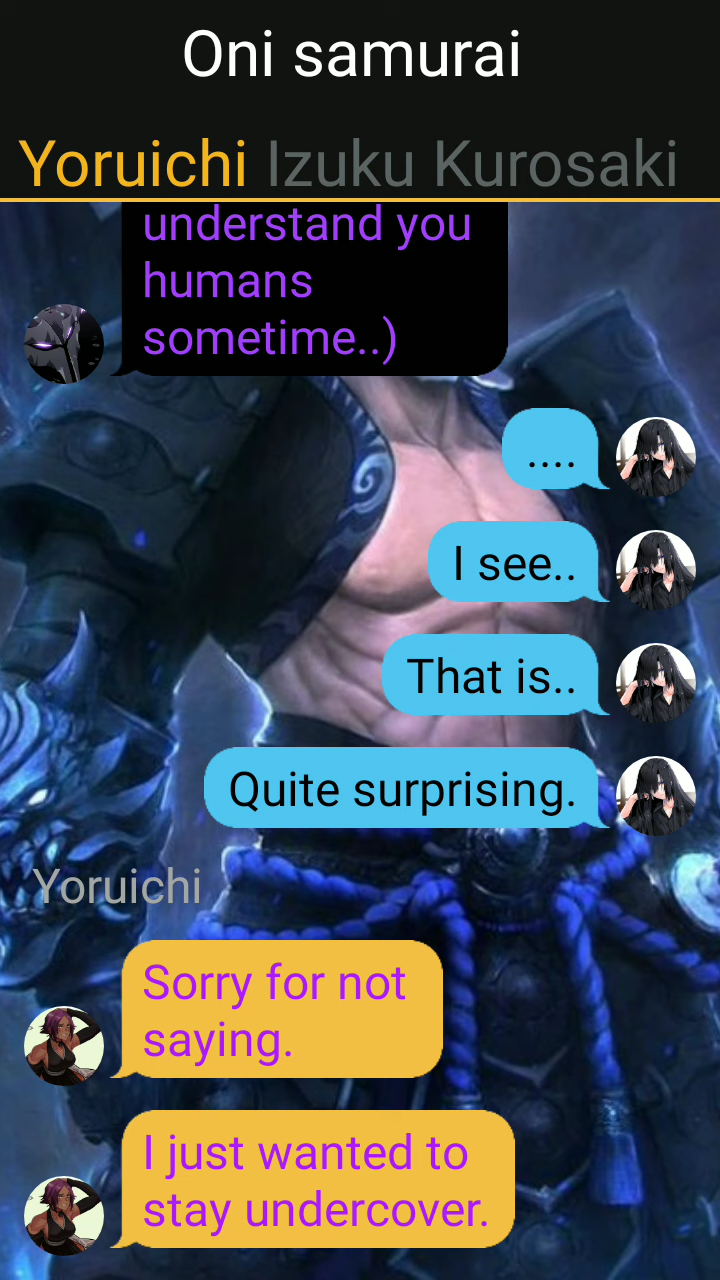 Oni samurai
Yoruichi Izuku Kurosaki
understand you
humans
sometime..)
....
I see..
That is..
Quite surprising.
Yoruichi
Sorry for not
saying.
I just wanted to
stay undercover.